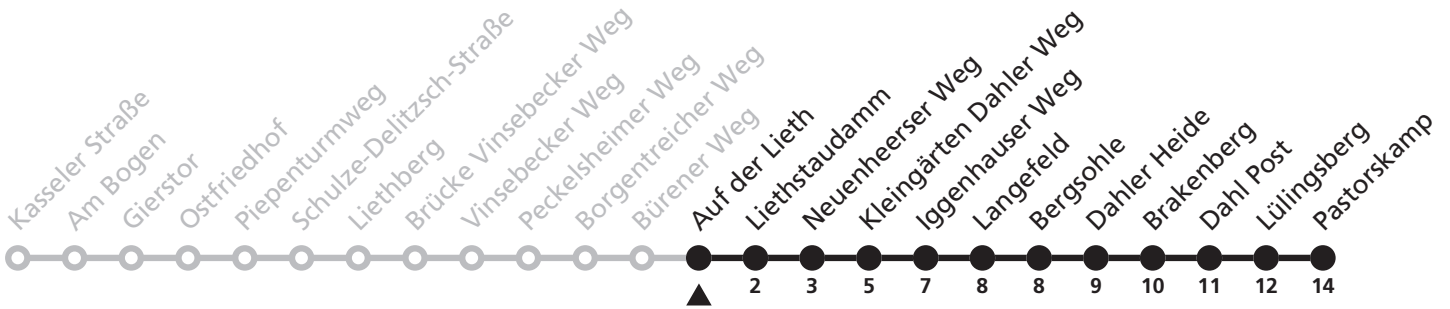 Kasseler Straße
Am Bogen
Gierstor
Ostfriedhof
Piepenturmweg
Schulze-Delitzsch-Straße
Liethberg
Brücke Vinsebecker Weg
Vinsebecker Weg
Peckelsheimer Weg
Borgentreicher Weg
Bürener Weg
Auf der Lieth
Liethstaudamm
Neuenheerser Weg
Kleingärten Dahler Weg
Iggenhauser Weg
Langefeld
Bergsohle
Dahler Heide
Brakenberg
Dahl Post
Lüllingsberg
Pastorskamp
2 3 5 7 8 8 9 10 11 12 14